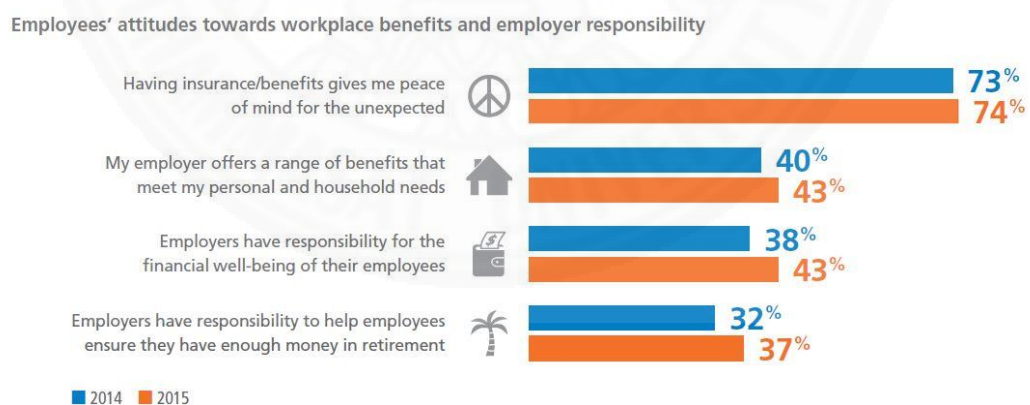 Employees’ attitudes towards workplace benefits and employer responsibility
Having insurance/benefits gives me peace
of mind for the unexpected
73%
74%
My employer offers a range of benefits that
meet my personal and household needs
40%
43%
Employers have responsibility for the
financial well-being of their employees
38%
43%
Employers have responsibility to help employees
ensure they have enough money in retirement
32%
37%
2014 2015